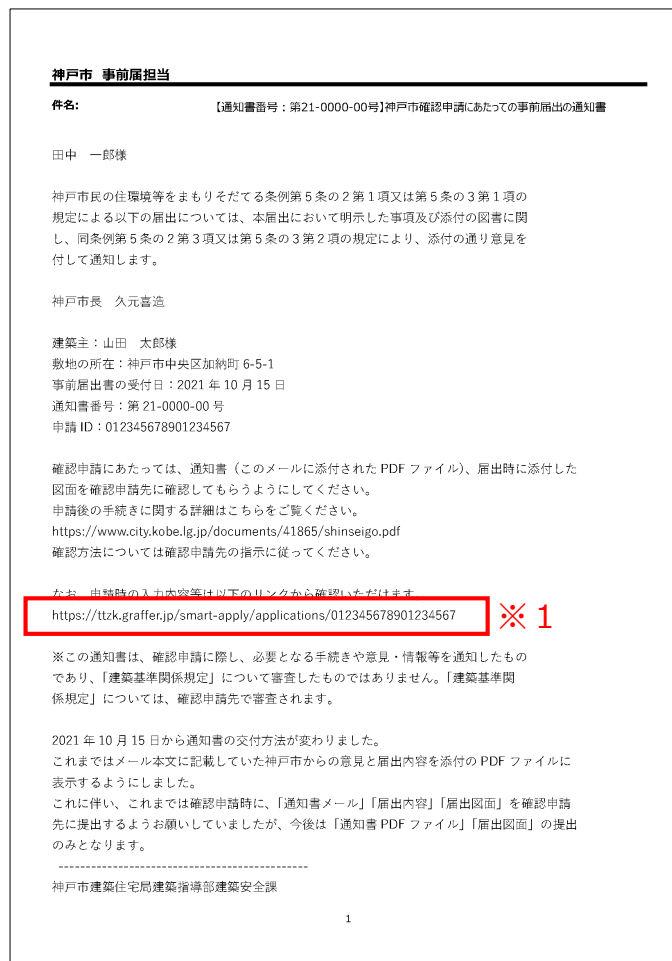 神戸市 事前届担当
件名: 【通知書番号：第21-0000-00号】神戸市確認申請にあたっての事前届出の通知書
田中　一郎様
神戸市民の住環境等をまもりそだてる条例第５条の２第１項又は第５条の３第１項の
規定による以下の届出については、本届出において明示した事項及び添付の図書に関
し、同条例第５条の２第３項又は第５条の３第２項の規定により、添付の通り意見を
付して通知します。
神戸市長　久元喜造
建築主：山田　太郎様
敷地の所在：神戸市中央区加納町 6-5-1
事前届出書の受付日：2021 年 10 月 15 日
通知書番号：第 21-0000-00 号
申請 ID：012345678901234567
確認申請にあたっては、通知書（このメールに添付された PDF ファイル）、届出時に添付した
図面を確認申請先に確認してもらうようにしてください。
申請後の手続きに関する詳細はこちらをご覧ください。
https://www.city.kobe.lg.jp/documents/41865/shinseigo.pdf
確認方法については確認申請先の指示に従ってください。
なお、申請時の入力内容等は以下のリンクから確認いただけます。
https://ttzk.graffer.jp/smart-apply/applications/012345678901234567
※１
※この通知書は、確認申請に際し、必要となる手続きや意見・情報等を通知したもの
であり、「建築基準関係規定」について審査したものではありません。「建築基準関
係規定」については、確認申請先で審査されます。
2021 年 10 月 15 日から通知書の交付方法が変わりました。
これまではメール本文に記載していた神戸市からの意見と届出内容を添付の PDF ファイルに
表示するようにしました。
これに伴い、これまでは確認申請時に、「通知書メール」「届出内容」「届出図面」を確認申請
先に提出するようお願いしていましたが、今後は「通知書 PDF ファイル」「届出図面」の提出
のみとなります。
----------------------------------------------
神戸市建築住宅局建築指導部建築安全課
1